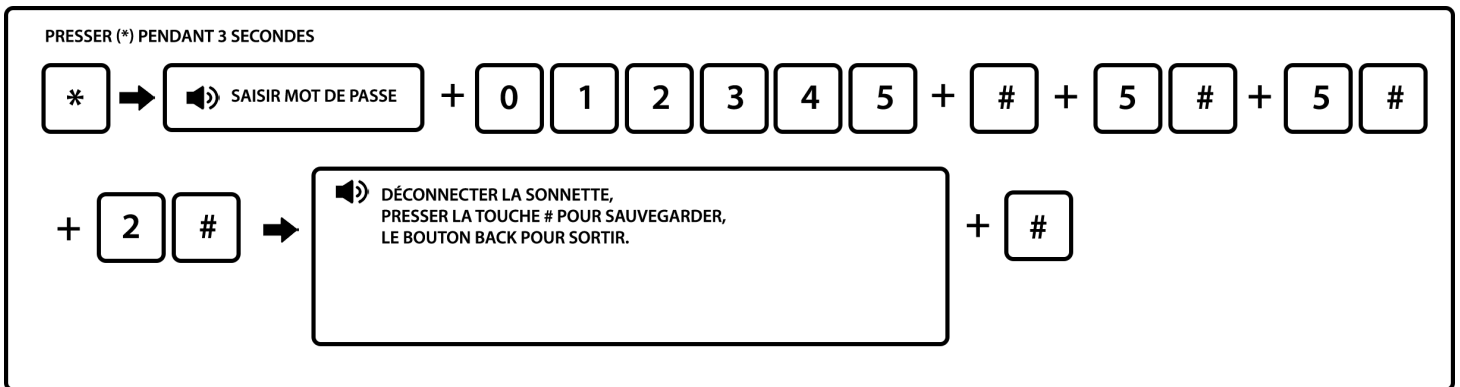 PRESSER (*) PENDANT 3 SECONDES
* SAISIR MOT DE PASSE + 0 1 2 3 4 5 + # + 5 # + 5 #
+ 2 # DÉCONNECTER LA SONNETTE,
PRESSER LA TOUCHE # POUR SAUVEGARDER,
LE BOUTON BACK POUR SORTIR.
+ #